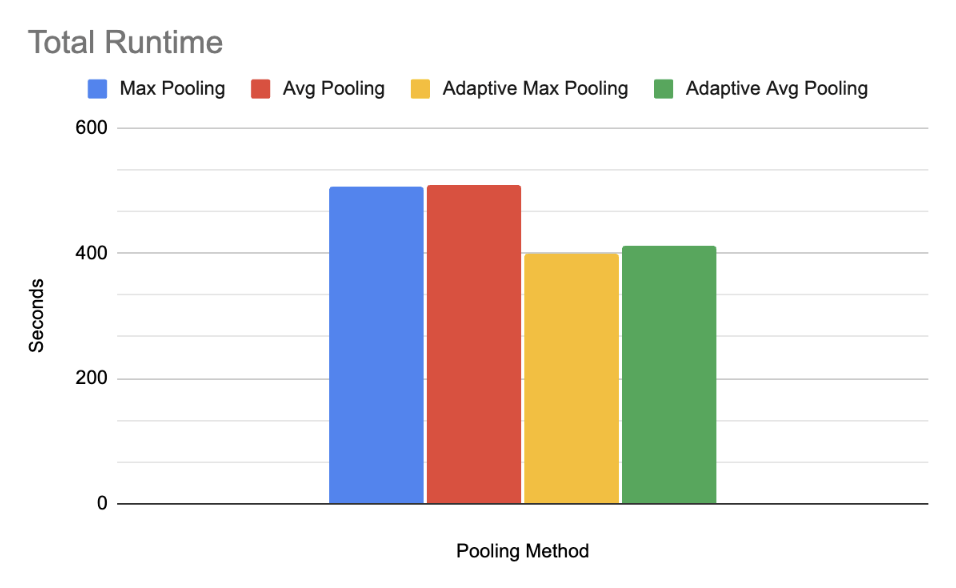 Total Runtime
Max Pooling Avg Pooling Adaptive Max Pooling Adaptive Avg Pooling
600
400
200
0
Seconds
Pooling Method